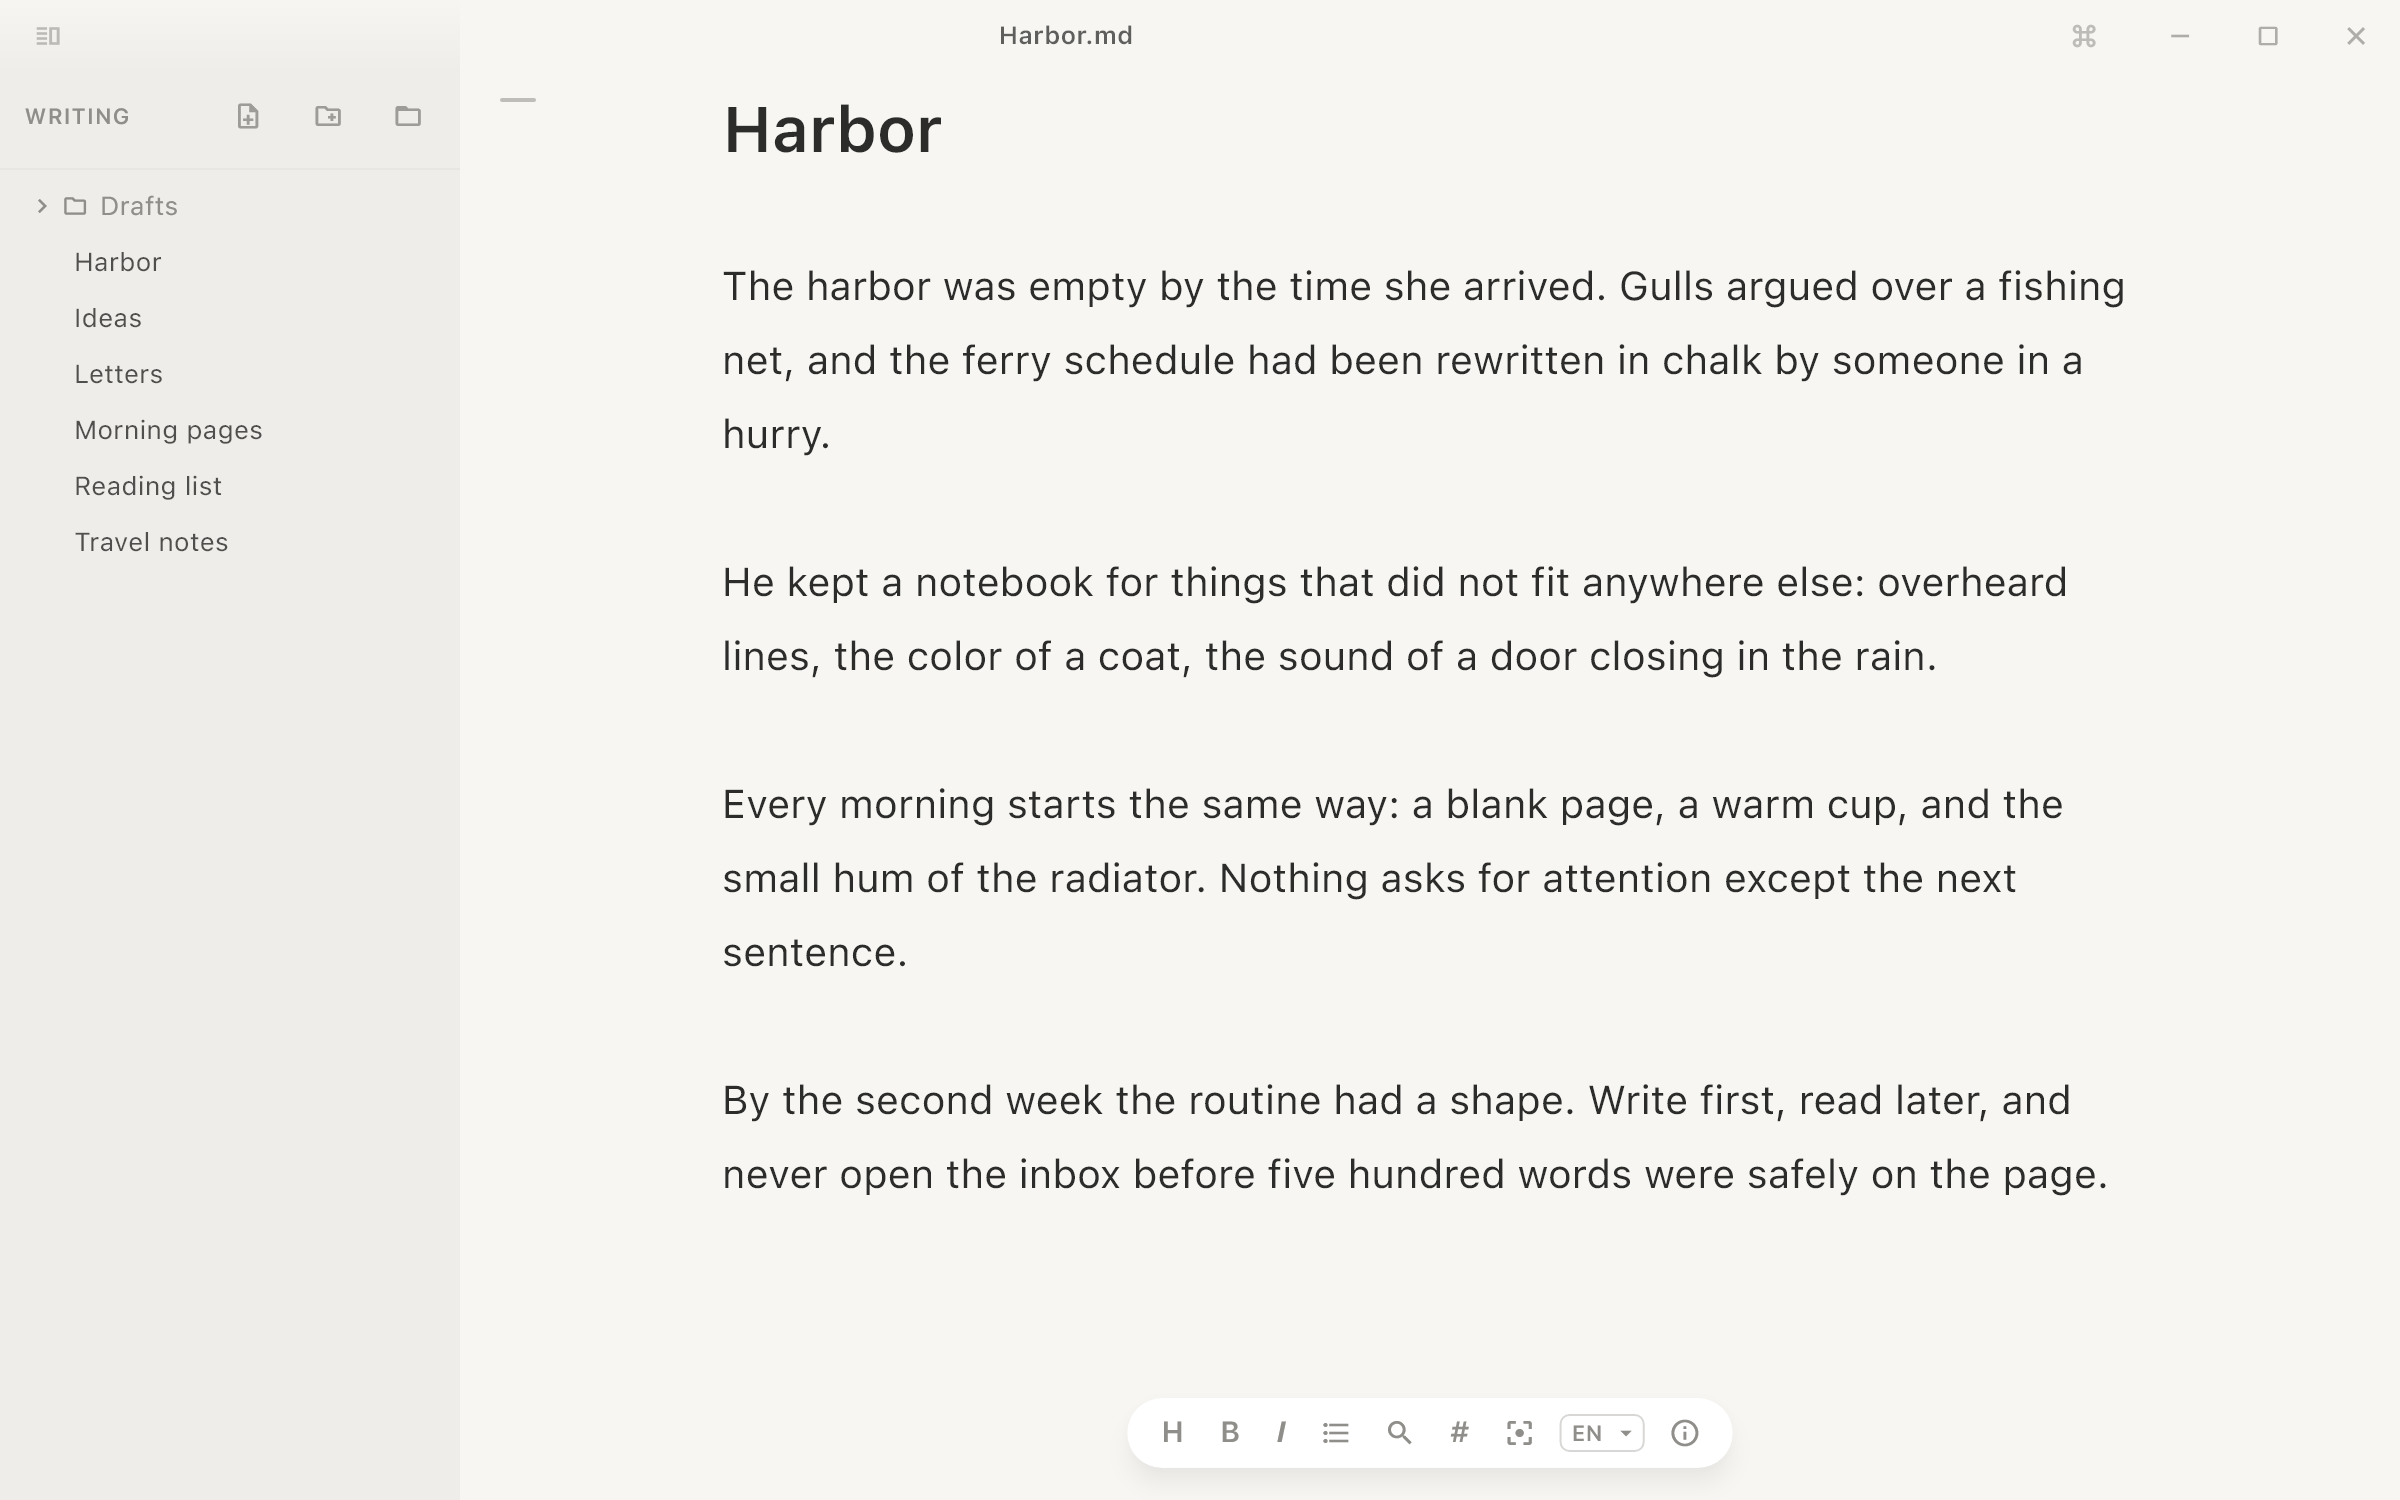 Harbor.md
WRITING
Drafts
Harbor
Ideas
Letters
Morning pages
Reading list
Travel notes
Harbor
The harbor was empty by the time she arrived. Gulls argued over a fishing
net, and the ferry schedule had been rewritten in chalk by someone in a
hurry.
He kept a notebook for things that did not fit anywhere else: overheard
lines, the color of a coat, the sound of a door closing in the rain.
Every morning starts the same way: a blank page, a warm cup, and the
small hum of the radiator. Nothing asks for attention except the next
sentence.
By the second week the routine had a shape. Write first, read later, and
never open the inbox before five hundred words were safely on the page.
H B I # EN